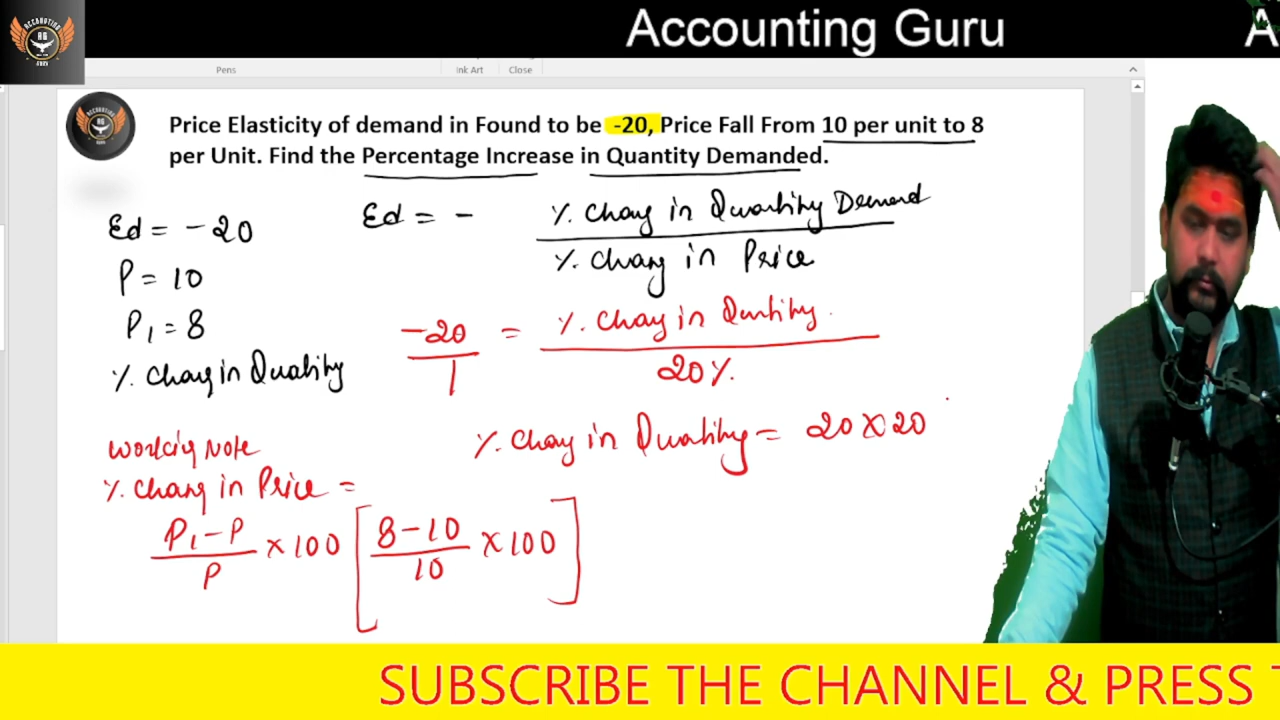 Accounting Guru
A
Pens
Ink Art
Close
Price Elasticity of demand in Found to be -20, Price Fall From 10 per unit to 8
per Unit. Find the Percentage Increase in Quantity Demanded.
Ed = -20
Ed = - % Chang in Quantity Demand
% Chang in Price
P = 10
P₁ = 8
-20 = % Chang in Quntity
1 20%
% Chang in Quality
% Chang in Quality = 20 X 20
Working Note
% Chang in Price =
P₁-P × 100 [ 8-10 × 100 ]
P 10
SUBSCRIBE THE CHANNEL & PRESS